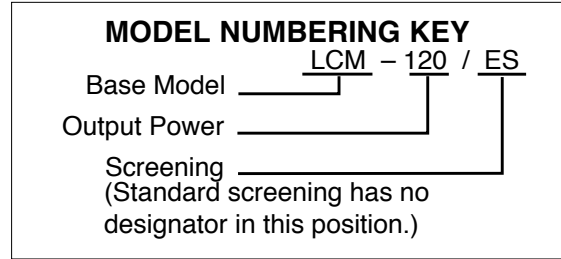 MODEL NUMBERING KEY
LCM – 120 / ES
Base Model
Output Power
Screening
(Standard screening has no
designator in this position.)